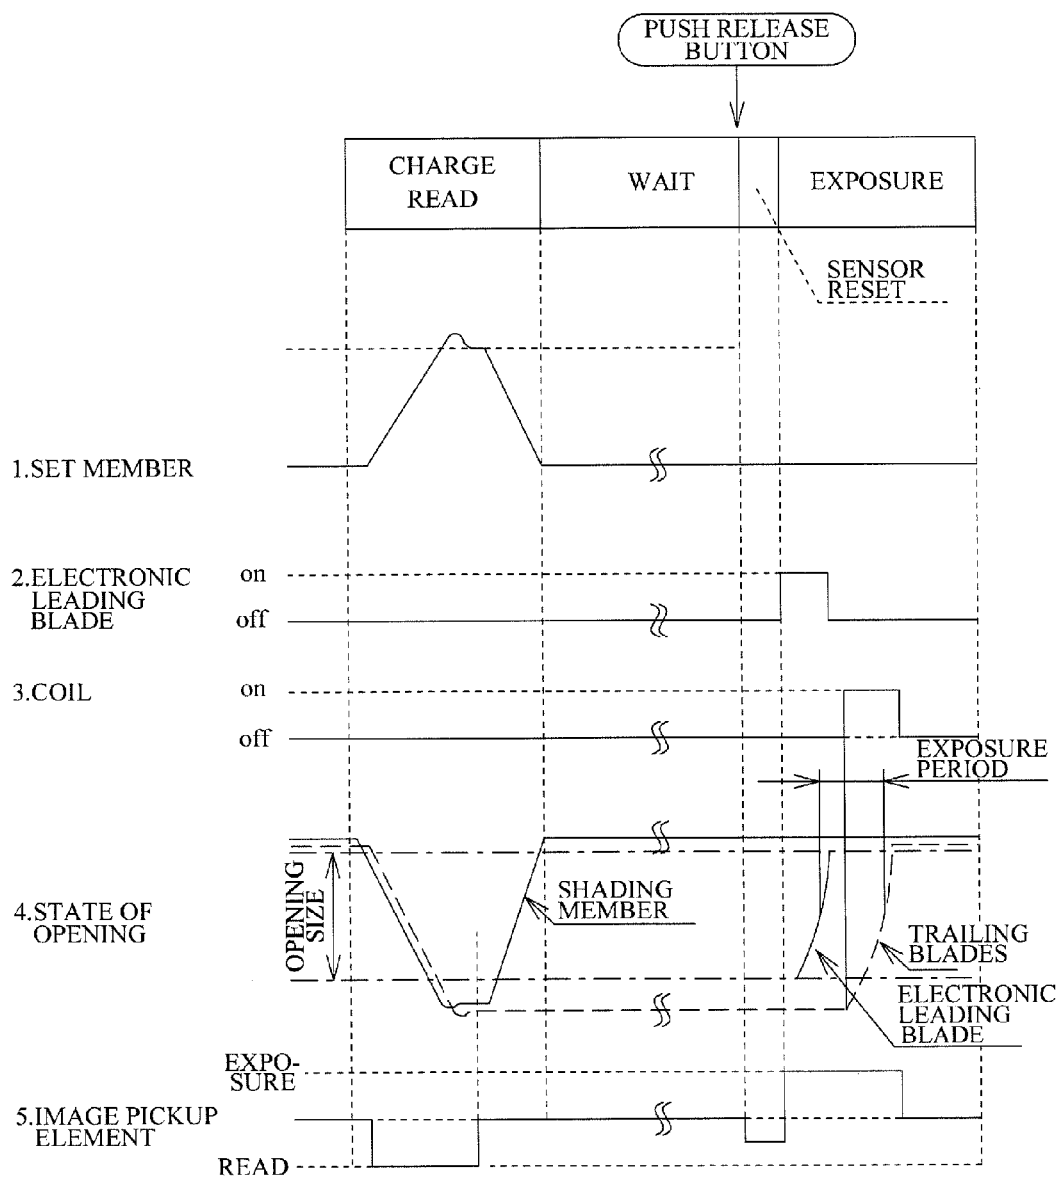 PUSH RELEASE
BUTTON
CHARGE
READ
WAIT
EXPOSURE
SENSOR
RESET
1.SET MEMBER
2.ELECTRONIC
LEADING
BLADE
on
off
3.COIL
on
off
EXPOSURE
PERIOD
4.STATE OF
OPENING
OPENING
SIZE
SHADING
MEMBER
TRAILING
BLADES
ELECTRONIC
LEADING
BLADE
EXPO-
SURE
5.IMAGE PICKUP
ELEMENT
READ